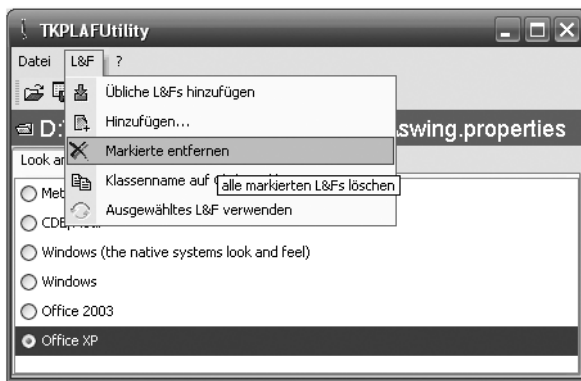 TKPLAFUtility
Datei L&F ?
Übliche L&Fs hinzufügen
Hinzufügen...
Markierte entfernen
Klassenname auf
alle markierten L&Fs löschen
Ausgewähltes L&F verwenden
D:
swing.properties
Look
Met
CDE/
Windows (the native systems look and feel)
Windows
Office 2003
Office XP